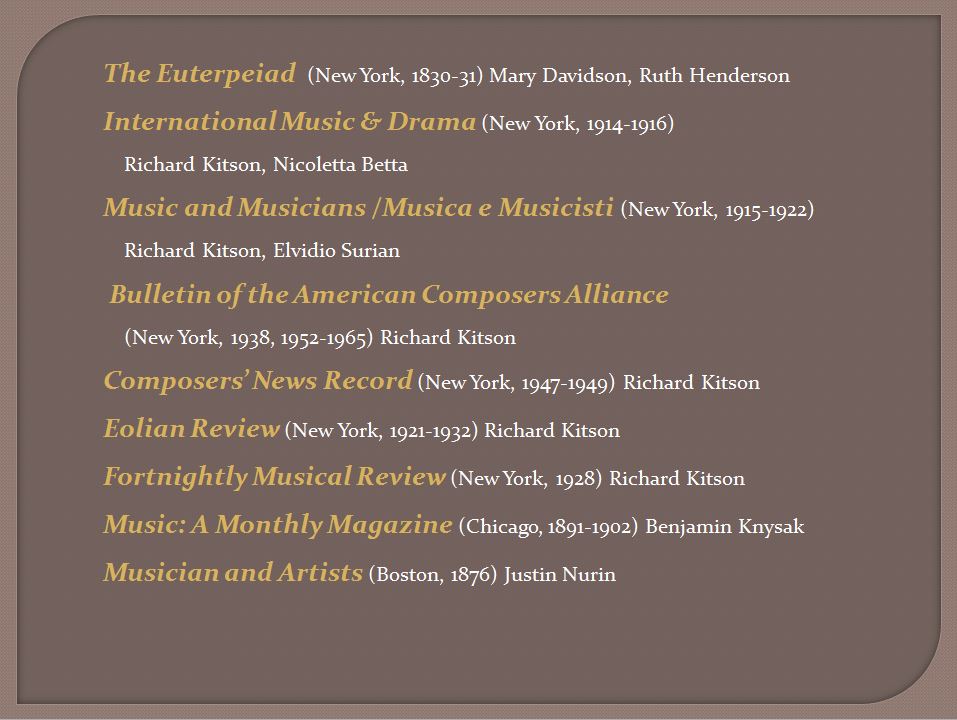 The Euterpeiad (New York, 1830-31) Mary Davidson, Ruth Henderson
International Music & Drama (New York, 1914-1916)
Richard Kitson, Nicoletta Betta
Music and Musicians /Musica e Musicisti (New York, 1915-1922)
Richard Kitson, Elvidio Surian
Bulletin of the American Composers Alliance
(New York, 1938, 1952-1965) Richard Kitson
Composers’ News Record (New York, 1947-1949) Richard Kitson
Eolian Review (New York, 1921-1932) Richard Kitson
Fortnightly Musical Review (New York, 1928) Richard Kitson
Music: A Monthly Magazine (Chicago, 1891-1902) Benjamin Knysak
Musician and Artists (Boston, 1876) Justin Nurin